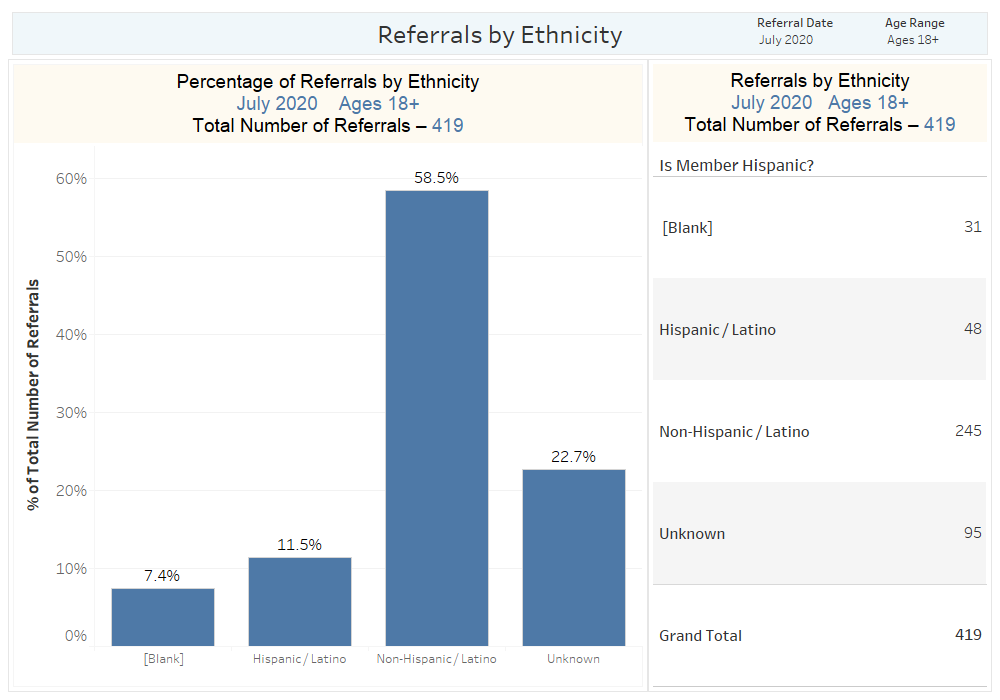 Referrals by Ethnicity
Referral Date
July 2020
Age Range
Ages 18+
Percentage of Referrals by Ethnicity
July 2020 Ages 18+
Total Number of Referrals – 419
% of Total Number of Referrals
60%
50%
40%
30%
20%
10%
0%
7.4%
11.5%
58.5%
22.7%
[Blank]
Hispanic / Latino
Non-Hispanic / Latino
Unknown
Referrals by Ethnicity
July 2020 Ages 18+
Total Number of Referrals – 419
Is Member Hispanic?
[Blank] 31
Hispanic / Latino 48
Non-Hispanic / Latino 245
Unknown 95
Grand Total 419